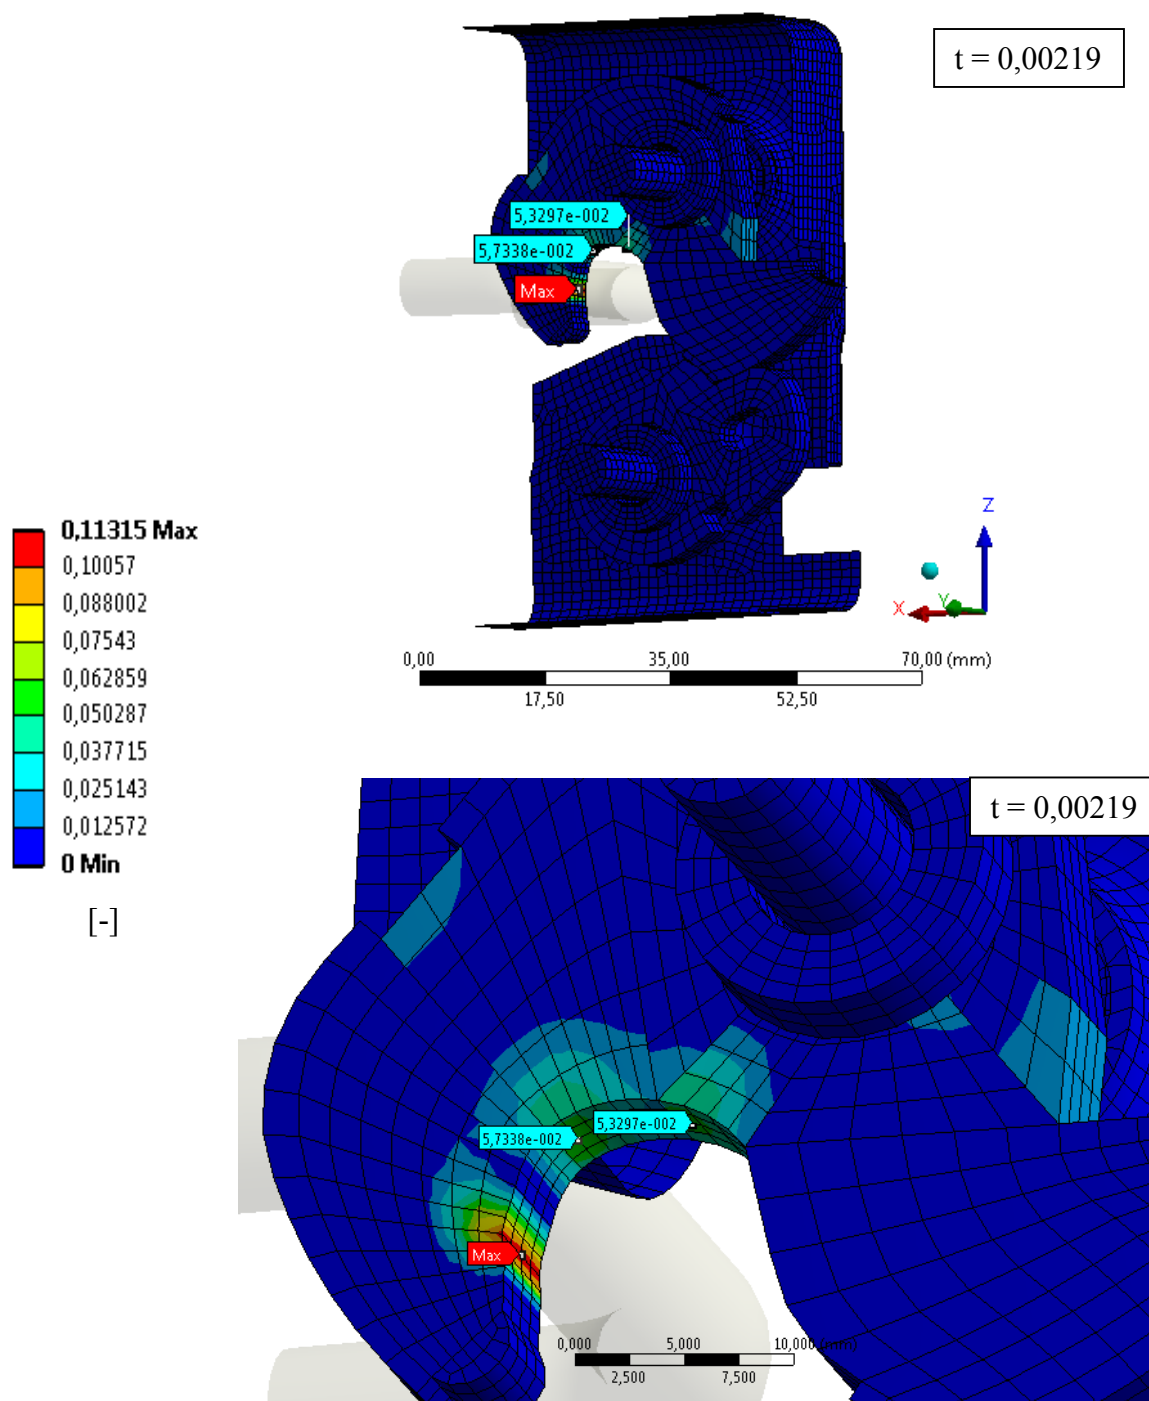 t = 0,00219
5,3297e-002
5,7338e-002
Max
0,11315 Max
0,10057
0,088002
0,07543
0,062859
0,050287
0,037715
0,025143
0,012572
0 Min
[-]
Z
X
Y
0,00
35,00
70,00 (mm)
17,50
52,50
t = 0,00219
5,3297e-002
5,7338e-002
Max
0,000
5,000
10,000 (mm)
2,500
7,500